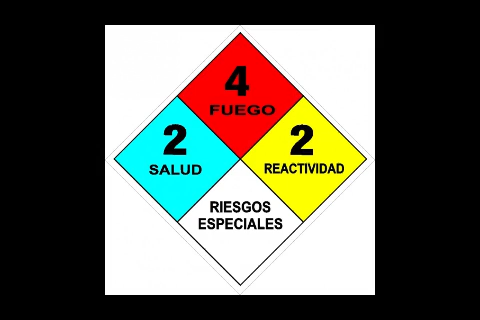 4
FUEGO
2
SALUD
2
REACTIVIDAD
RIESGOS
ESPECIALES